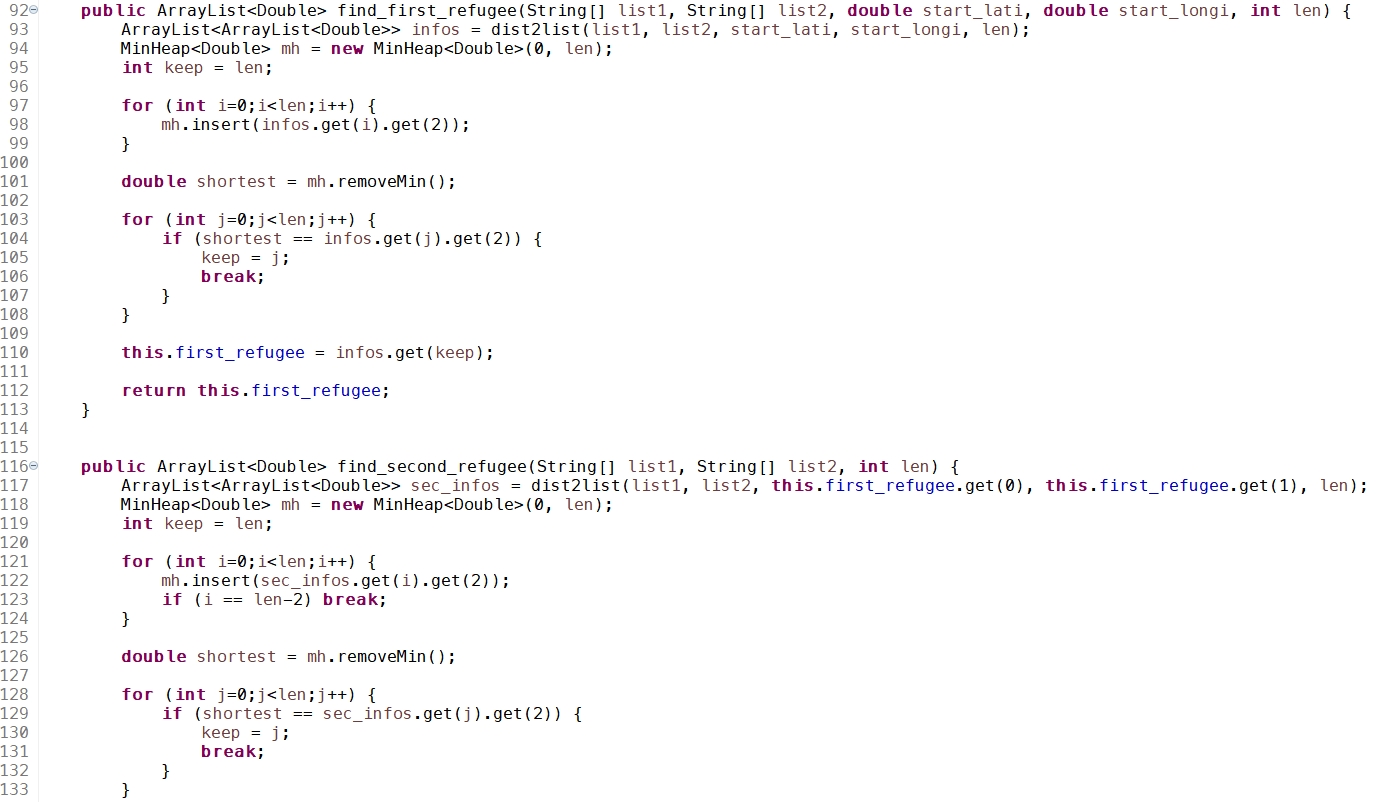 92 public ArrayList<Double> find_first_refugee(String[] list1, String[] list2, double start_lati, double start_longi, int len) {
93 ArrayList<ArrayList<Double>> infos = dist2list(list1, list2, start_lati, start_longi, len);
94 MinHeap<Double> mh = new MinHeap<Double>(0, len);
95 int keep = len;
96
97 for (int i=0;i<len;i++) {
98 mh.insert(infos.get(i).get(2));
99 }
100
101 double shortest = mh.removeMin();
102
103 for (int j=0;j<len;j++) {
104 if (shortest == infos.get(j).get(2)) {
105 keep = j;
106 break;
107 }
108 }
109
110 this.first_refugee = infos.get(keep);
111
112 return this.first_refugee;
113 }
114
115
116 public ArrayList<Double> find_second_refugee(String[] list1, String[] list2, int len) {
117 ArrayList<ArrayList<Double>> sec_infos = dist2list(list1, list2, this.first_refugee.get(0), this.first_refugee.get(1), len);
118 MinHeap<Double> mh = new MinHeap<Double>(0, len);
119 int keep = len;
120
121 for (int i=0;i<len;i++) {
122 mh.insert(sec_infos.get(i).get(2));
123 if (i == len-2) break;
124 }
125
126 double shortest = mh.removeMin();
127
128 for (int j=0;j<len;j++) {
129 if (shortest == sec_infos.get(j).get(2)) {
130 keep = j;
131 break;
132 }
133 }